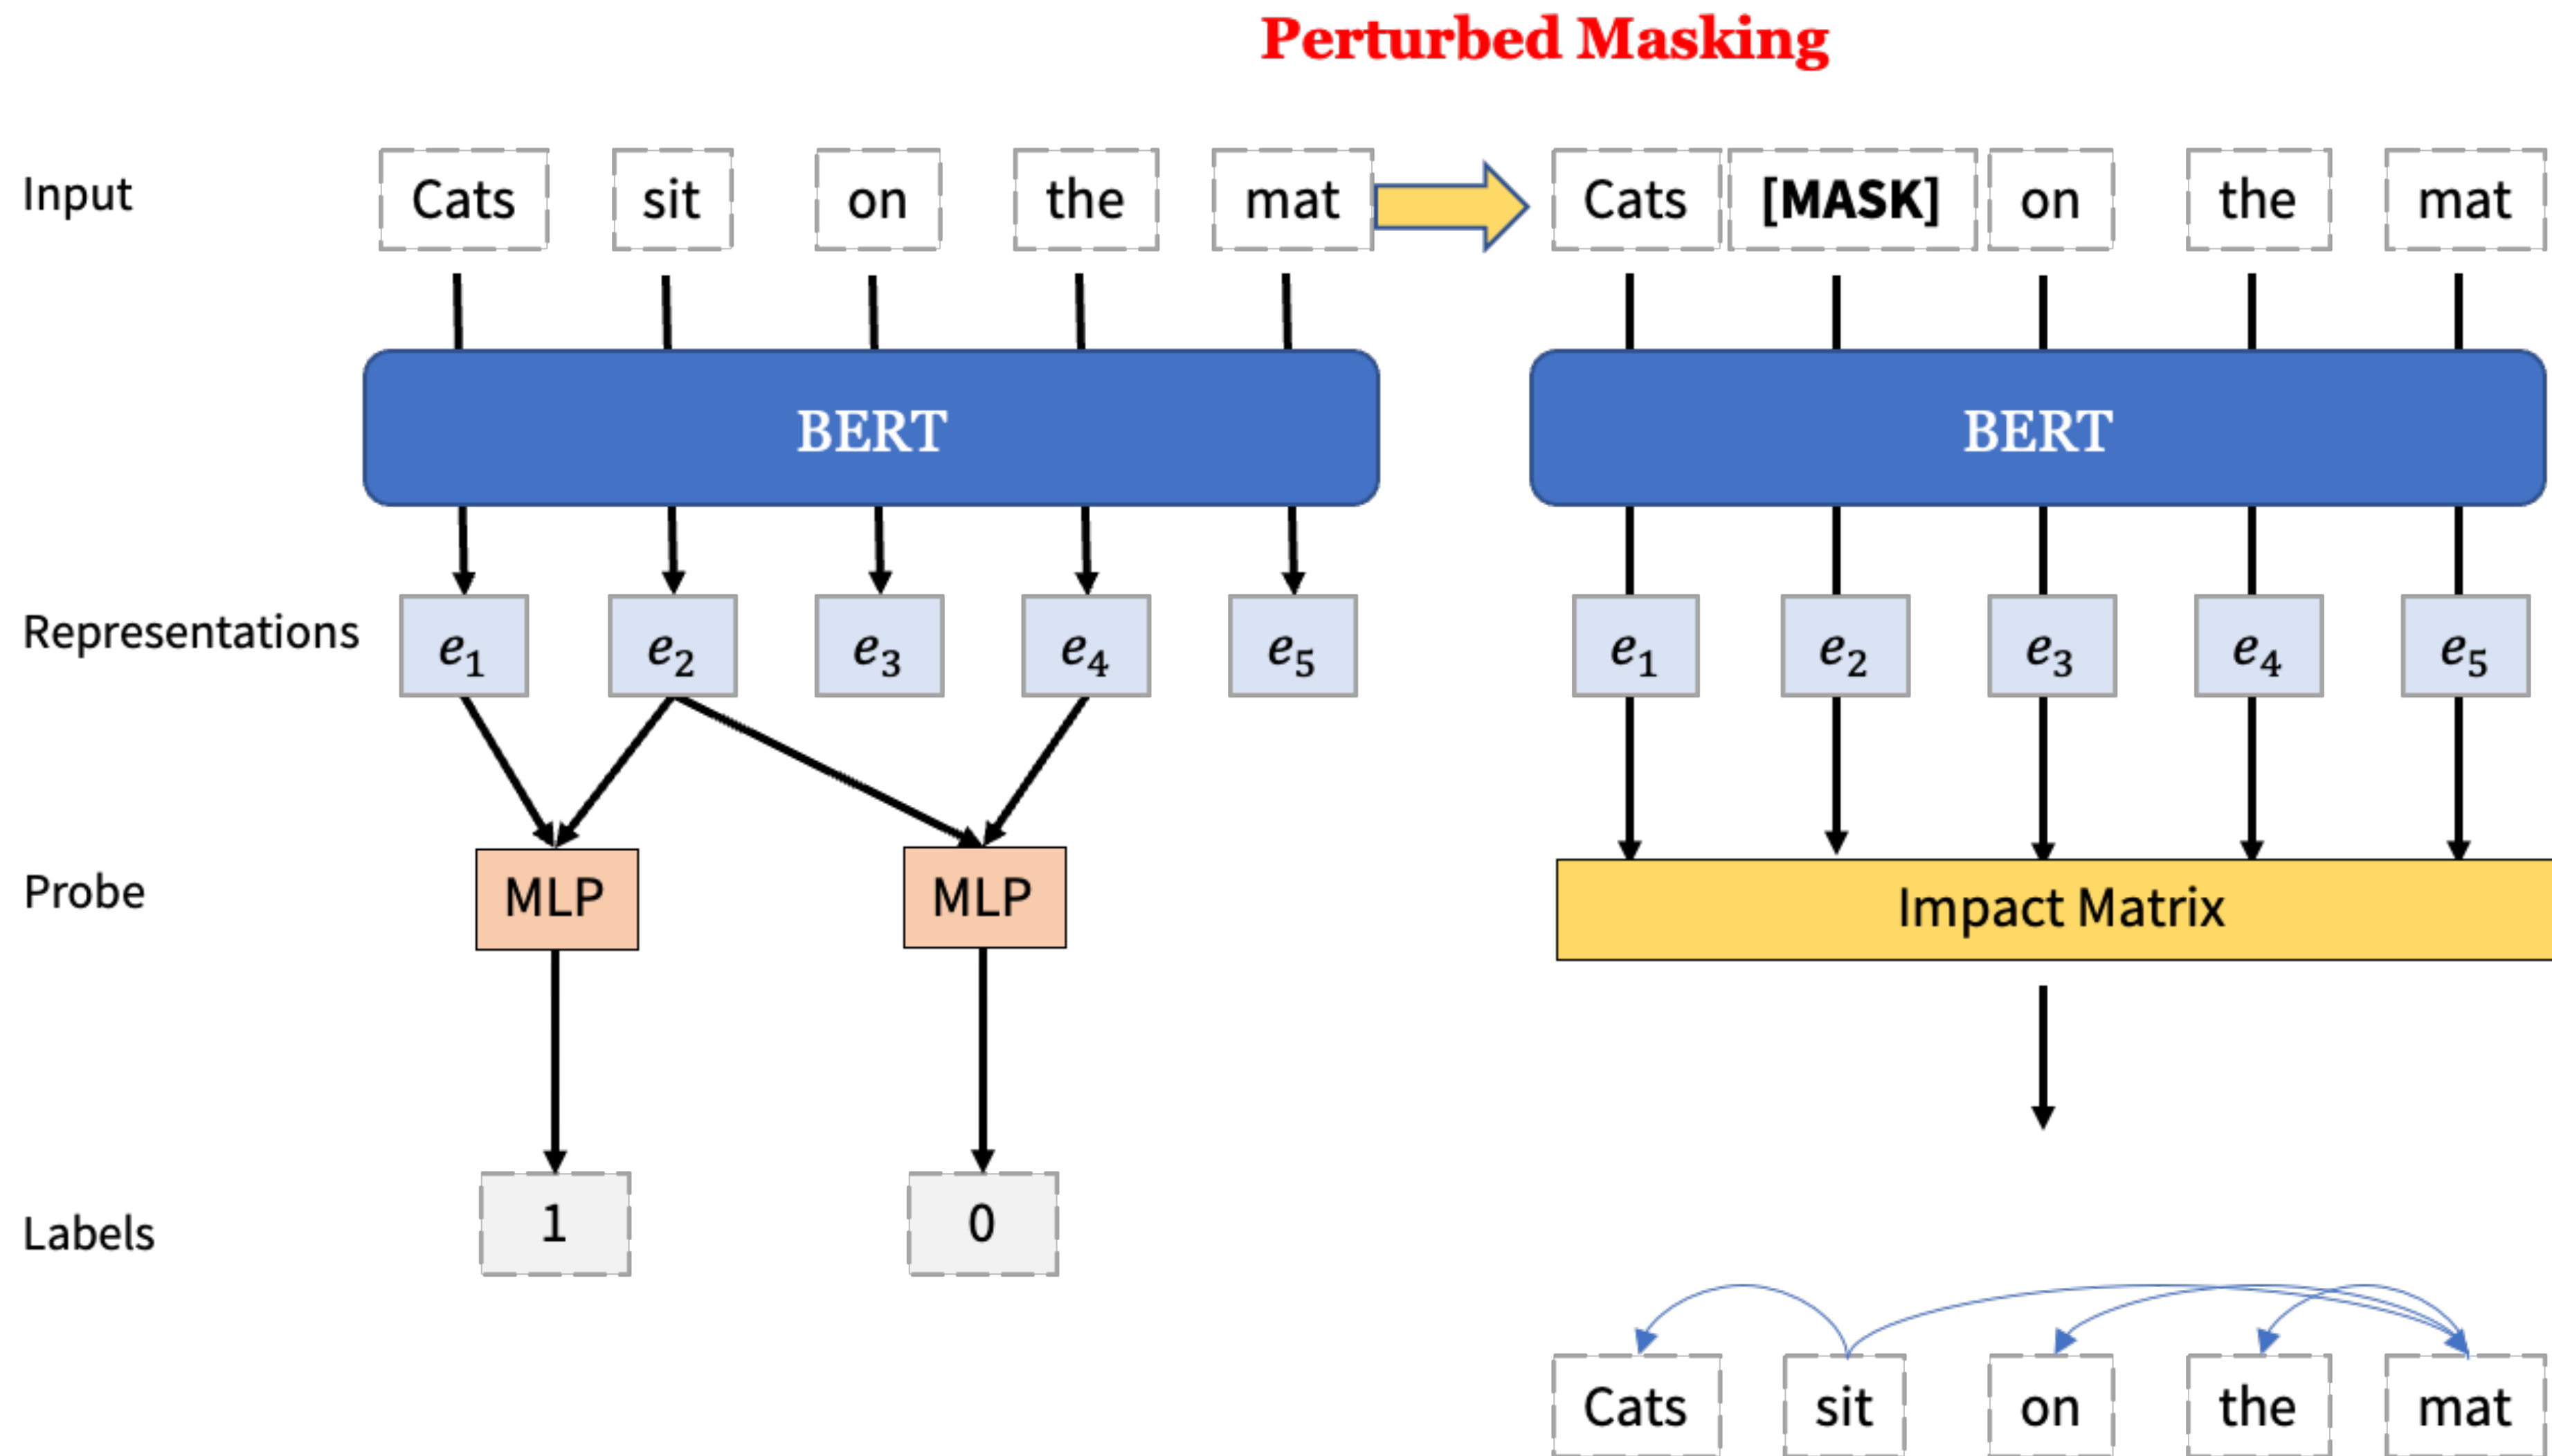 Perturbed Masking
Input Cats sit on the mat Cats [MASK] on the mat
BERT BERT
Representations e₁ e₂ e₃ e₄ e₅ e₁ e₂ e₃ e₄ e₅
Probe MLP MLP Impact Matrix
Labels 1 0
Cats sit on the mat